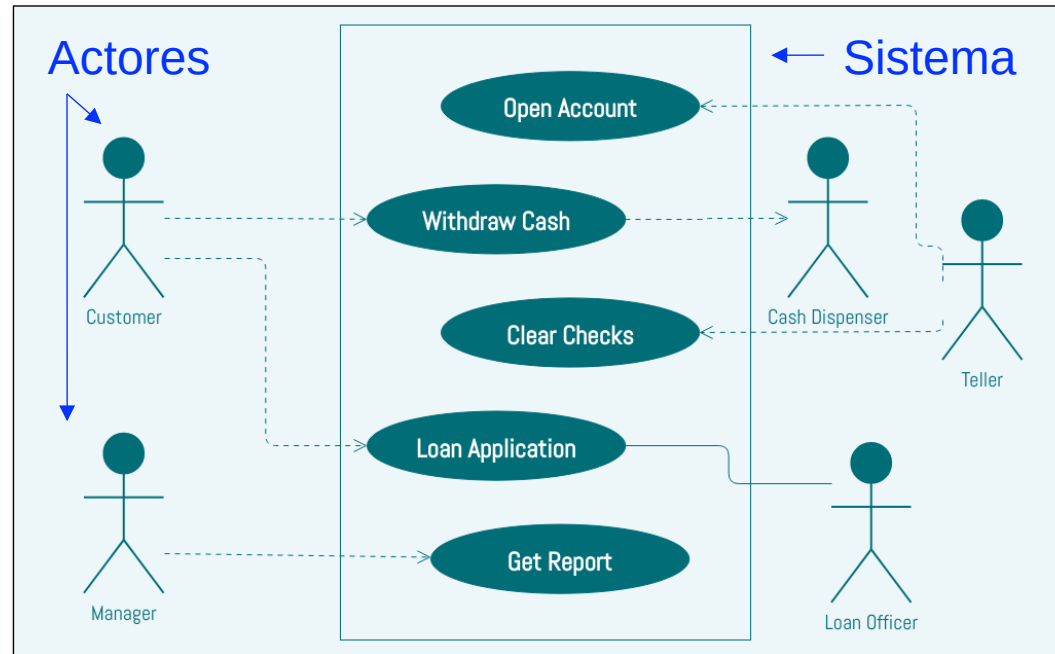 Actores
Sistema
Open Account
Withdraw Cash
Customer
Cash Dispenser
Clear Checks
Teller
Loan Application
Get Report
Manager
Loan Officer